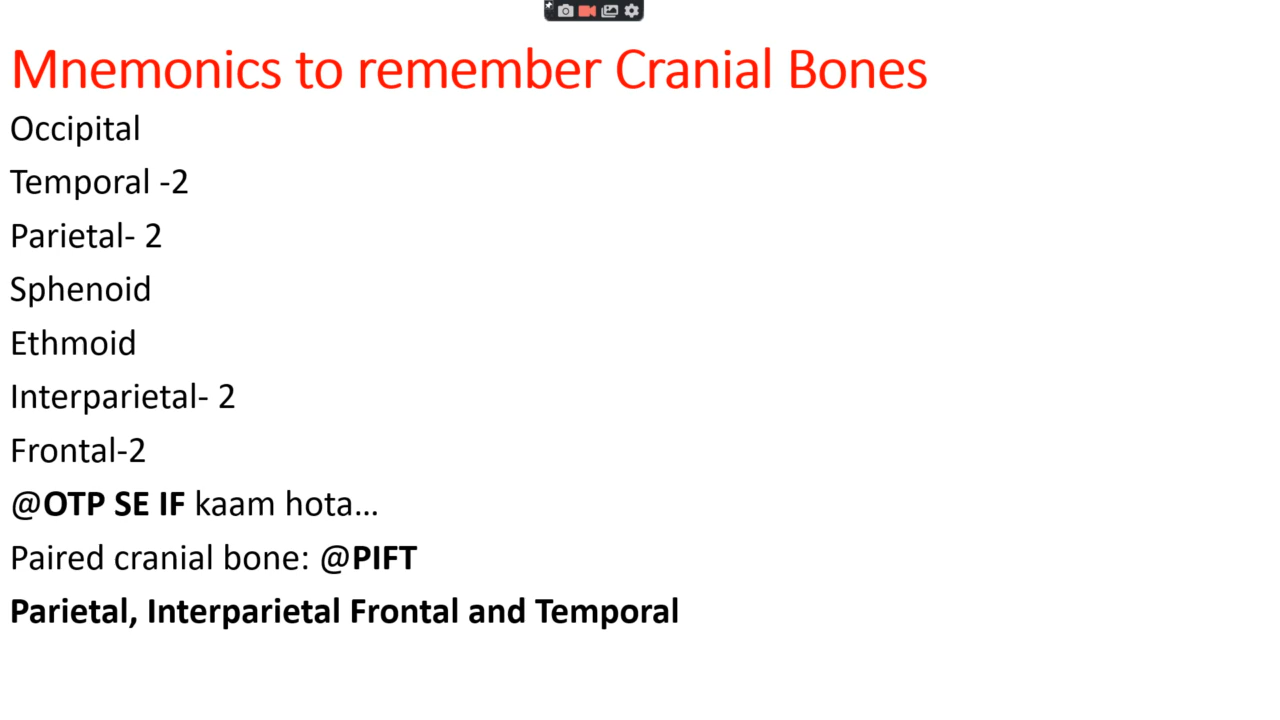 Mnemonics to remember Cranial Bones
Occipital
Temporal -2
Parietal- 2
Sphenoid
Ethmoid
Interparietal- 2
Frontal-2
@OTP SE IF kaam hota...
Paired cranial bone: @PIFT
Parietal, Interparietal Frontal and Temporal